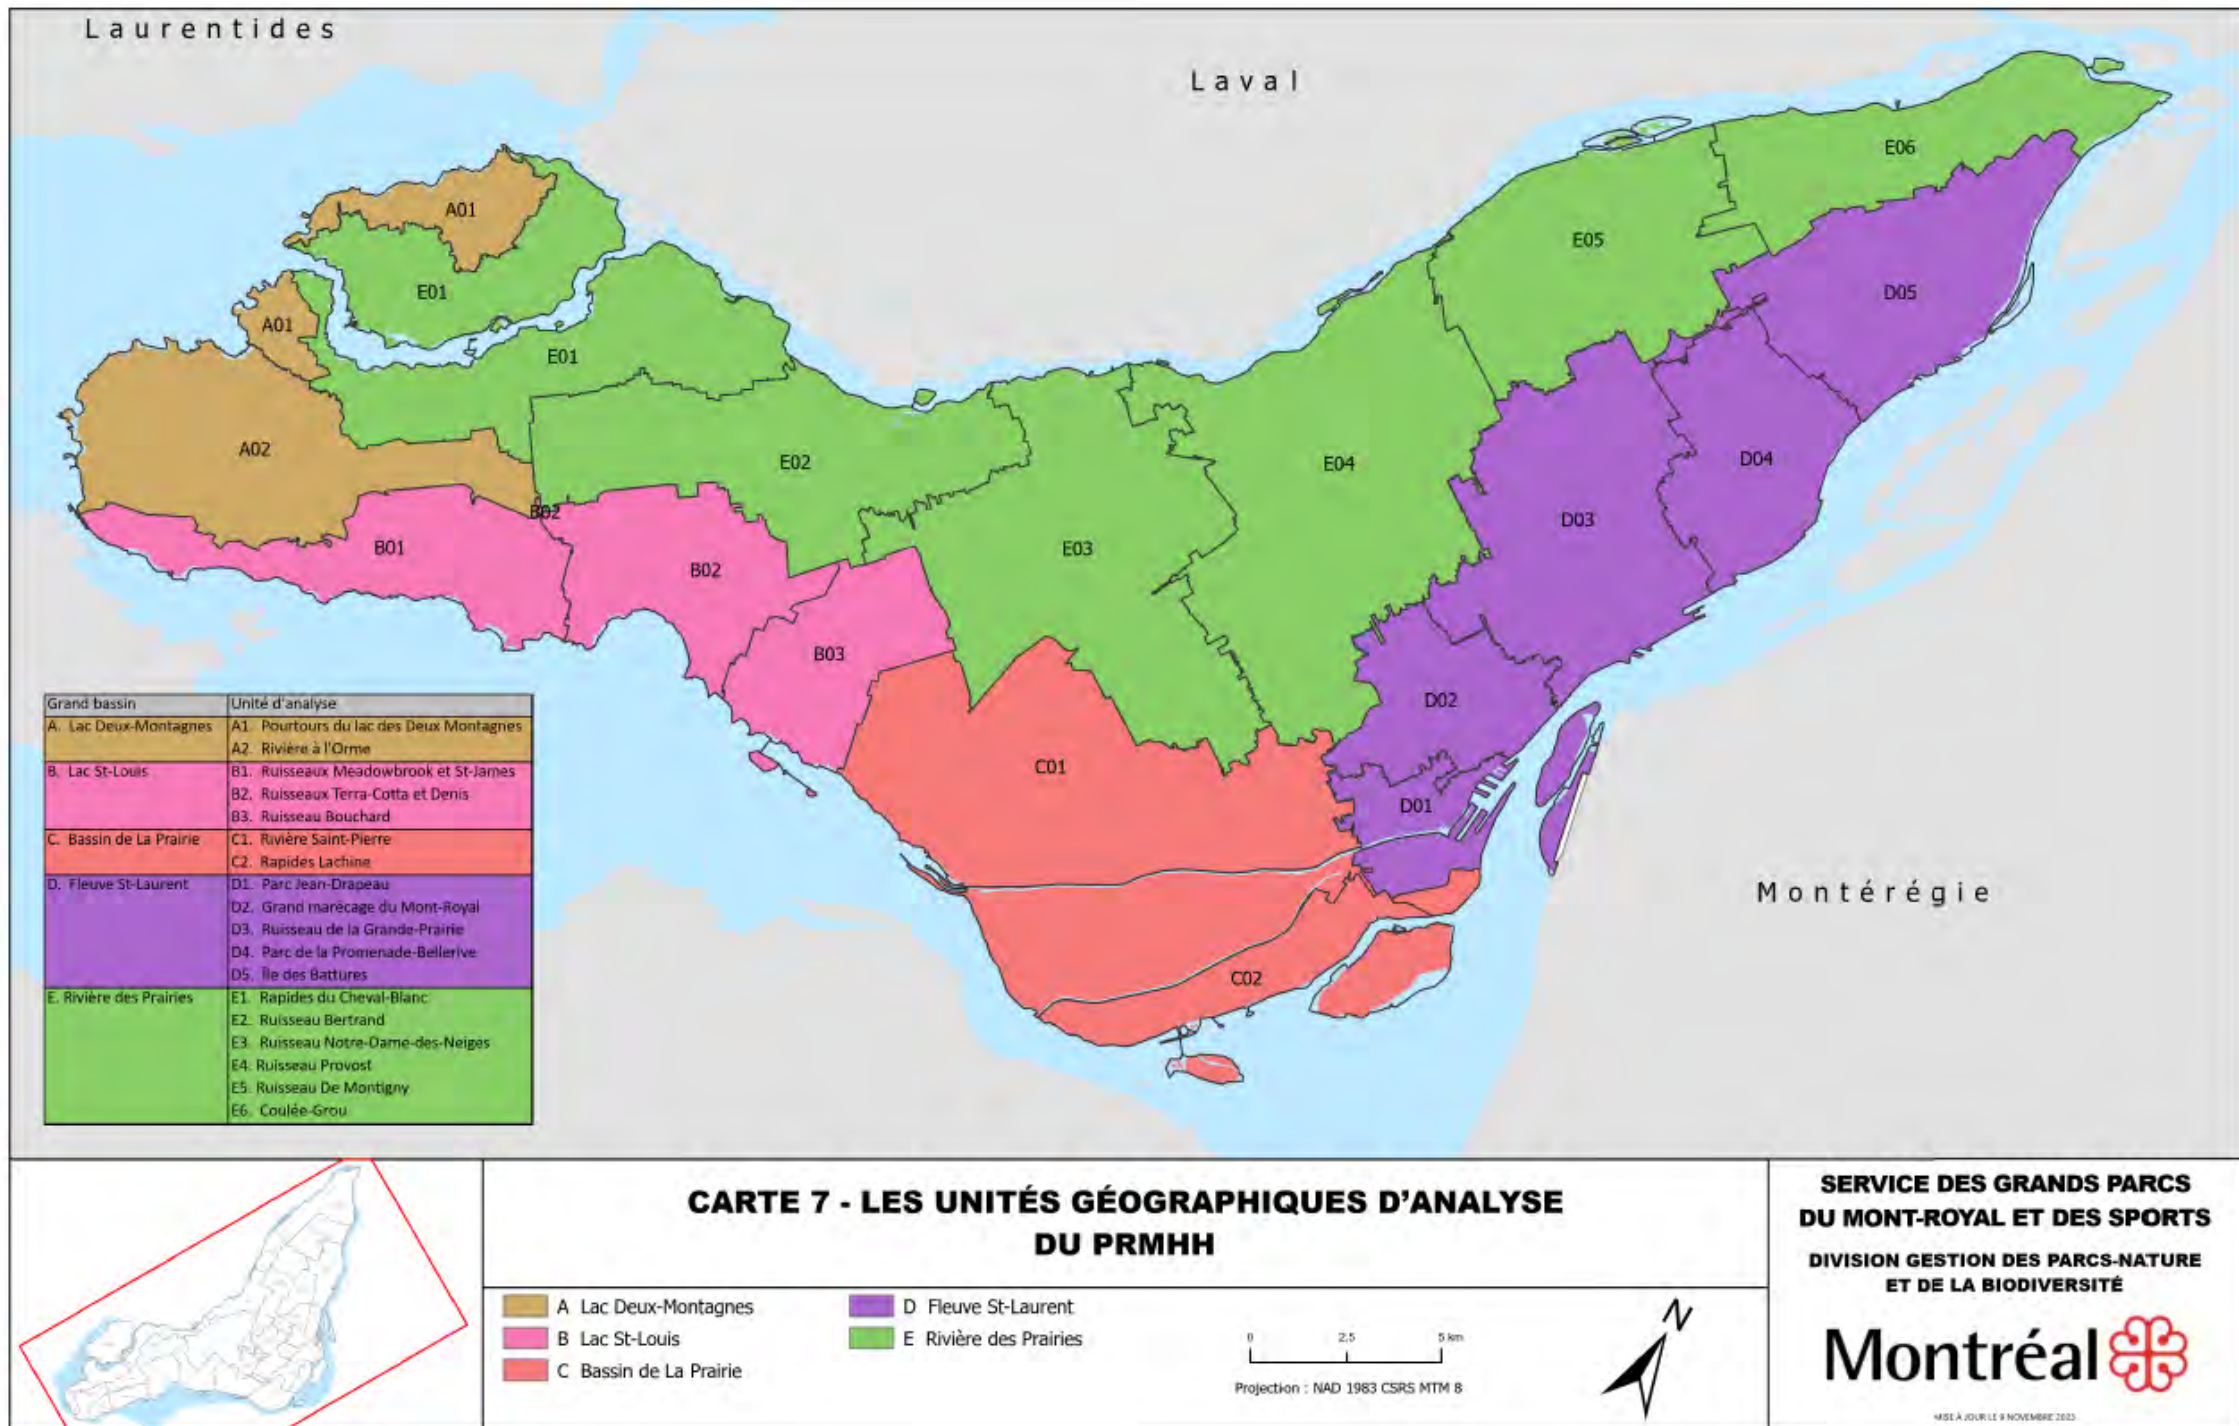 Laurentides
Laval
Montérégie
A01
A01
E01
E01
A02
B02
B01
B02
B03
E02
E03
E04
E05
E06
D05
D04
D03
D02
D01
C01
C02
Grand bassin Unité d'analyse
A. Lac Deux-Montagnes A1. Pourtours du lac des Deux Montagnes
A2. Rivière à l'Orme
B. Lac St-Louis B1. Ruisseaux Meadowbrook et St-James
B2. Ruisseaux Terra-Cotta et Denis
B3. Ruisseau Bouchard
C. Bassin de La Prairie C1. Rivière Saint-Pierre
C2. Rapides Lachine
D. Fleuve St-Laurent D1. Parc Jean-Drapeau
D2. Grand marécage du Mont-Royal
D3. Ruisseau de la Grande-Prairie
D4. Parc de la Promenade-Bellerive
D5. Île des Battures
E. Rivière des Prairies E1. Rapides du Cheval-Blanc
E2. Ruisseau Bertrand
E3. Ruisseau Notre-Dame-des-Neiges
E4. Ruisseau Provost
E5. Ruisseau De Montigny
E6. Coulée-Grou
CARTE 7 - LES UNITÉS GÉOGRAPHIQUES D'ANALYSE
DU PRMHH
A Lac Deux-Montagnes
B Lac St-Louis
C Bassin de La Prairie
D Fleuve St-Laurent
E Rivière des Prairies
0 2.5 5 km
Projection : NAD 1983 CSRS MTM 8
N
SERVICE DES GRANDS PARCS
DU MONT-ROYAL ET DES SPORTS
DIVISION GESTION DES PARCS-NATURE
ET DE LA BIODIVERSITÉ
Montréal
MISE À JOUR LE 9 NOVEMBRE 2023